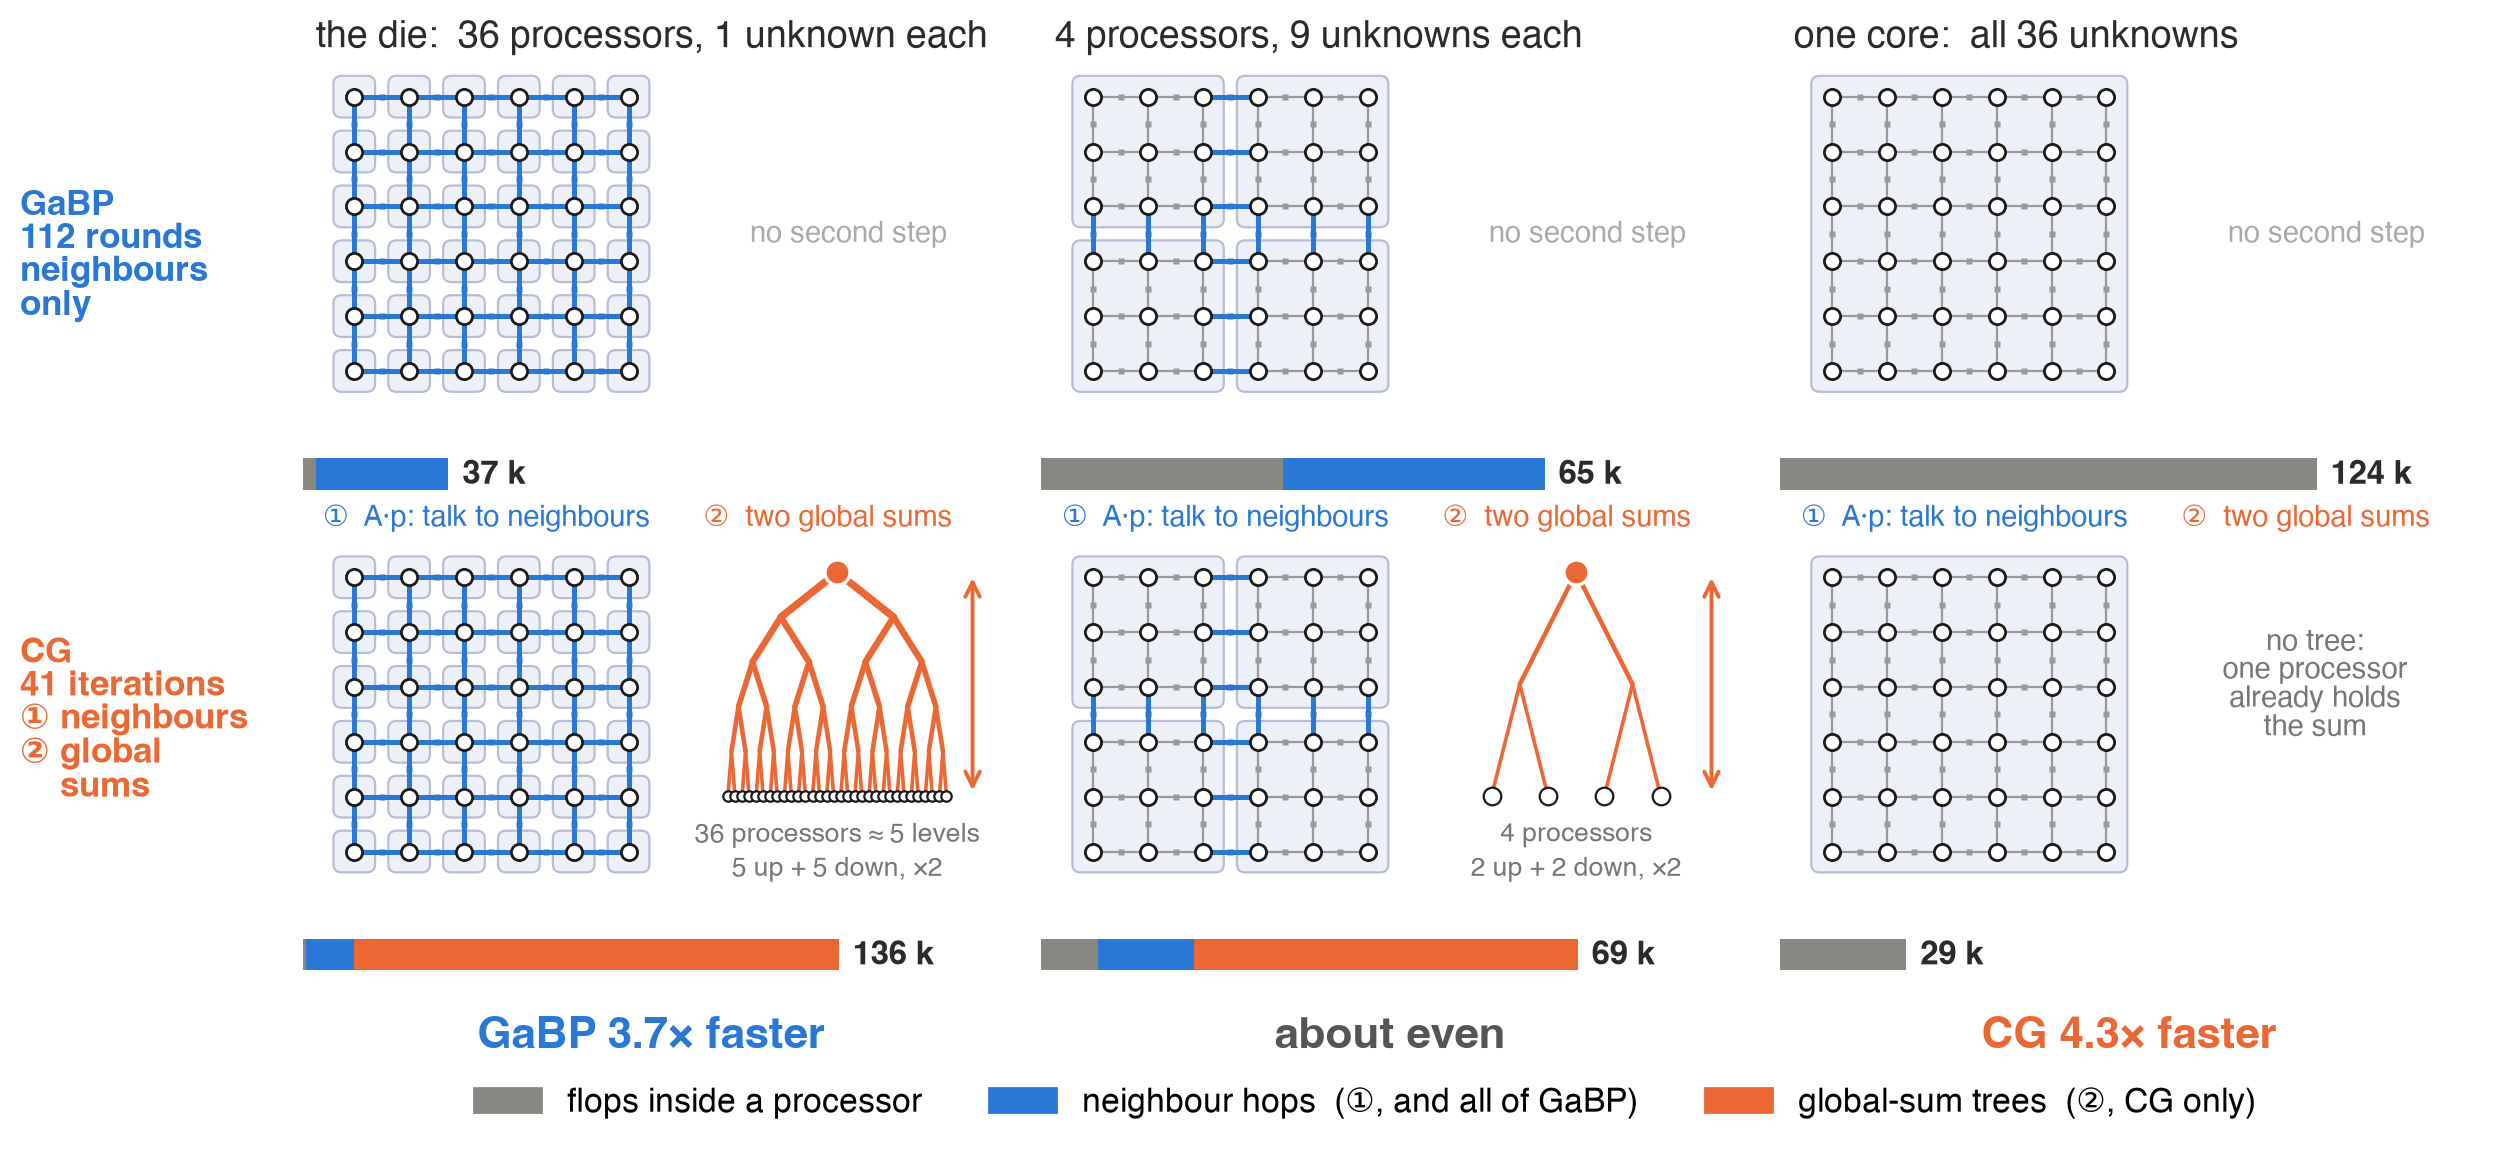 the die:  36 processors, 1 unknown each
4 processors, 9 unknowns each
one core:  all 36 unknowns
GaBP
112 rounds
neighbours
only
no second step
no second step
no second step
37 k
65 k
124 k
① A·p: talk to neighbours
② two global sums
① A·p: talk to neighbours
② two global sums
① A·p: talk to neighbours
② two global sums
CG
41 iterations
① neighbours
② global
sums
36 processors ≈ 5 levels
5 up + 5 down, ×2
4 processors
2 up + 2 down, ×2
no tree:
one processor
already holds
the sum
136 k
69 k
29 k
GaBP 3.7× faster
about even
CG 4.3× faster
flops inside a processor
neighbour hops (①, and all of GaBP)
global-sum trees (②, CG only)